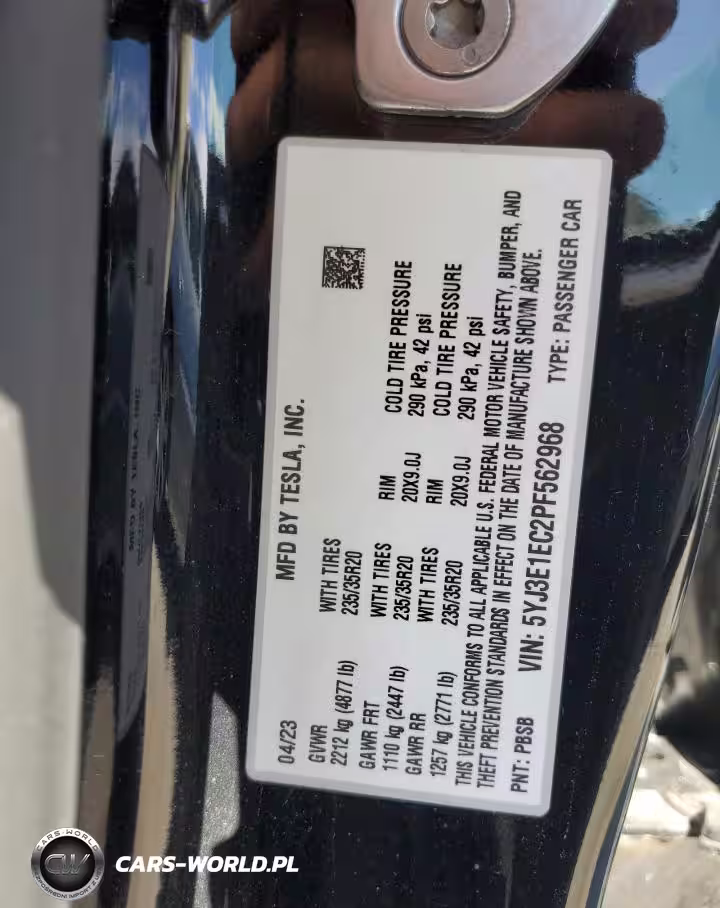 MFD BY TESLA, INC.
04/23
GVWR
2212 kg (4877 lb)
WITH TIRES
235/35R20
GAWR FRT
1110 kg (2447 lb)
WITH TIRES
235/35R20
RIM
20X9.0J
COLD TIRE PRESSURE
290 kPa, 42 psi
GAWR RR
1257 kg (2771 lb)
WITH TIRES
235/35R20
RIM
20X9.0J
COLD TIRE PRESSURE
290 kPa, 42 psi
THIS VEHICLE CONFORMS TO ALL APPLICABLE U.S. FEDERAL MOTOR VEHICLE SAFETY, BUMPER, AND
THEFT PREVENTION STANDARDS IN EFFECT ON THE DATE OF MANUFACTURE SHOWN ABOVE.
PNT: PBSB VIN: 5YJ3E1EC2PF562968 TYPE: PASSENGER CAR
CARS-WORLD
CW
CARS-WORLD.PL